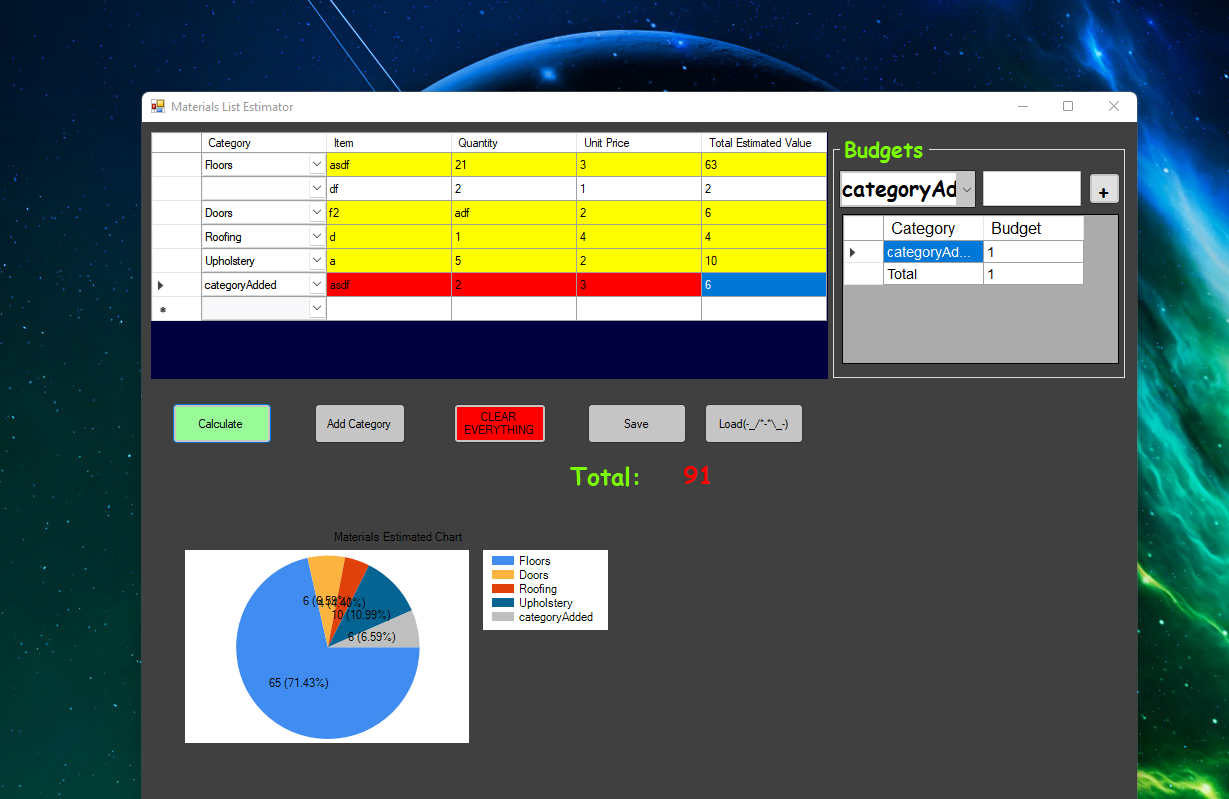 Materials List Estimator
Category Item Quantity Unit Price Total Estimated Value
Floors asdf 21 3 63
df 2 1 2
Doors f2 adf 2 6
Roofing d 1 4 4
Upholstery a 5 2 10
categoryAdded asdf 2 3 6
Budgets
categoryAd
+
Category Budget
categoryAd... 1
Total 1
Calculate Add Category CLEAR EVERYTHING Save Load(-_/"-"\_-)
Total: 91
Materials Estimated Chart
6 (6.59%)
4 (4.40%)
10 (10.99%)
6 (6.59%)
65 (71.43%)
Floors
Doors
Roofing
Upholstery
categoryAdded